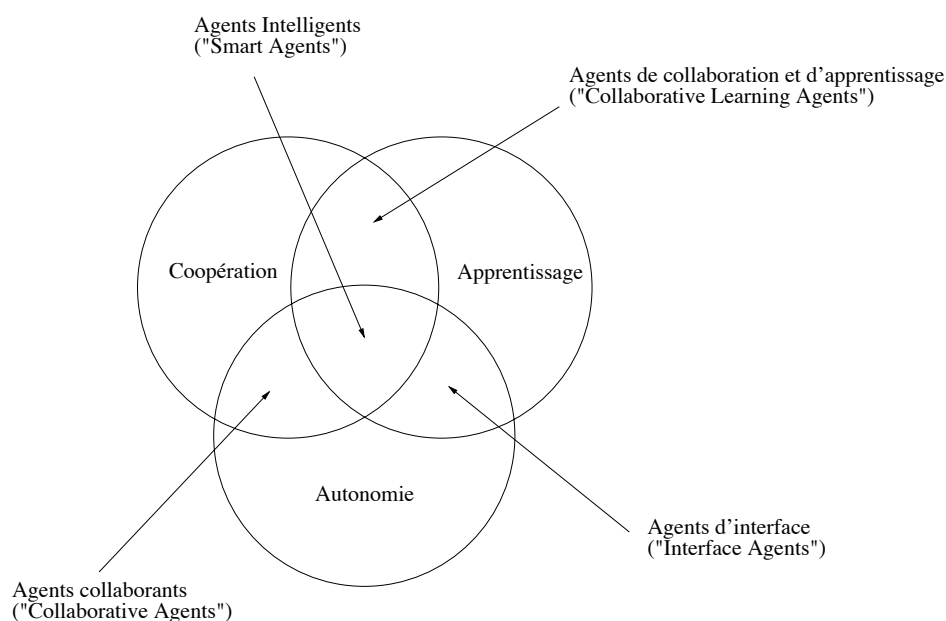 Agents Intelligents
("Smart Agents")
Agents de collaboration et d'apprentissage
("Collaborative Learning Agents")
Coopération
Apprentissage
Autonomie
Agents d'interface
("Interface Agents")
Agents collaborants
("Collaborative Agents")